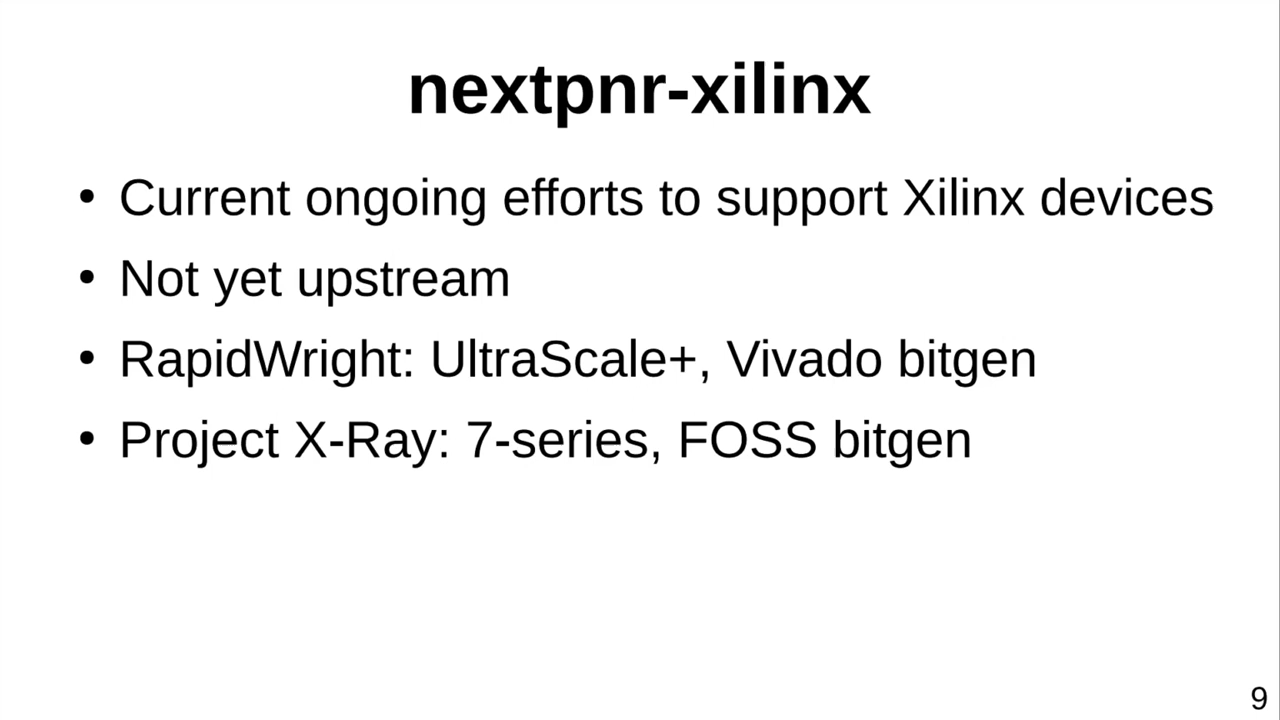 nextpnr-xilinx
• Current ongoing efforts to support Xilinx devices
• Not yet upstream
• RapidWright: UltraScale+, Vivado bitgen
• Project X-Ray: 7-series, FOSS bitgen
9